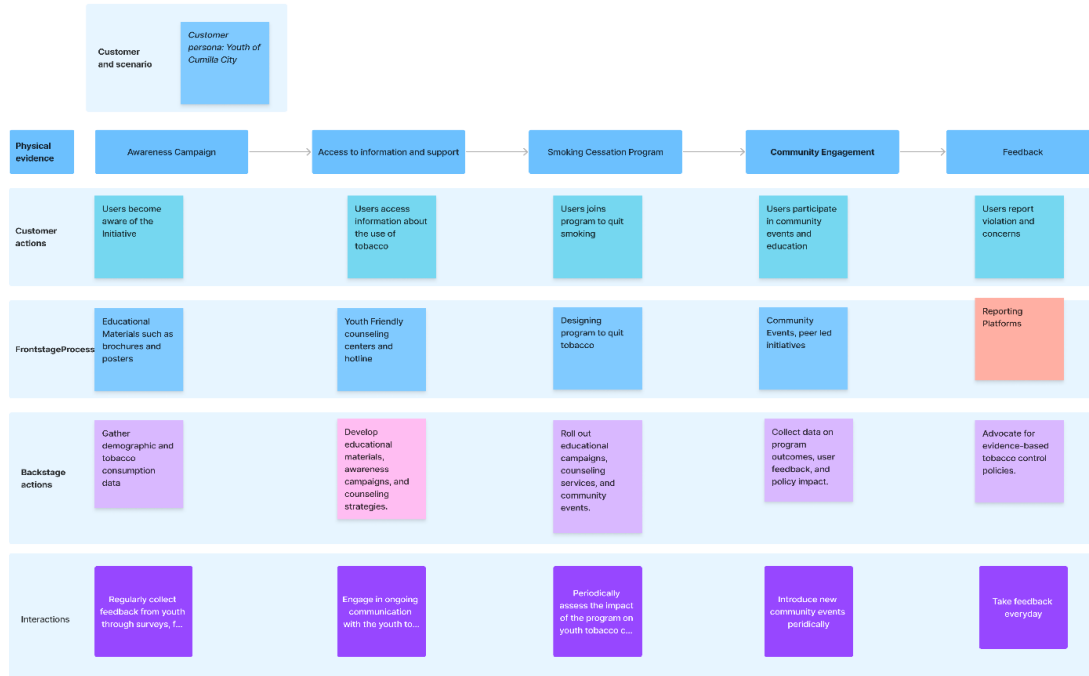 Customer
and scenario
Customer
persona: Youth of
Cumilla City
Physical
evidence
Awareness Campaign
Access to information and support
Smoking Cessation Program
Community Engagement
Feedback
Customer
actions
Users become
aware of the
Initiative
Users access
information about
the use of
tobacco
Users joins
program to quit
smoking
Users participate
in community
events and
education
Users report
violation and
concerns
FrontstageProcess
Educational
Materials such as
brochures and
posters
Youth Friendly
counseling
centers and
hotline
Designing
program to quit
tobacco
Community
Events, peer led
initiatives
Reporting
Platforms
Backstage
actions
Gather
demographic and
tobacco
consumption
data
Develop
educational
materials,
awareness
campaigns, and
counseling
strategies.
Roll out
educational
campaigns,
counseling
services, and
community
events.
Collect data on
program
outcomes, user
feedback, and
policy impact.
Advocate for
evidence-based
tobacco control
policies.
Interactions
Regularly collect
feedback from youth
through surveys, f...
Engage in ongoing
communication
with the youth to...
Periodically
assess the impact
of the program on
youth tobacco c...
Introduce new
community events
peridically
Take feedback
everyday